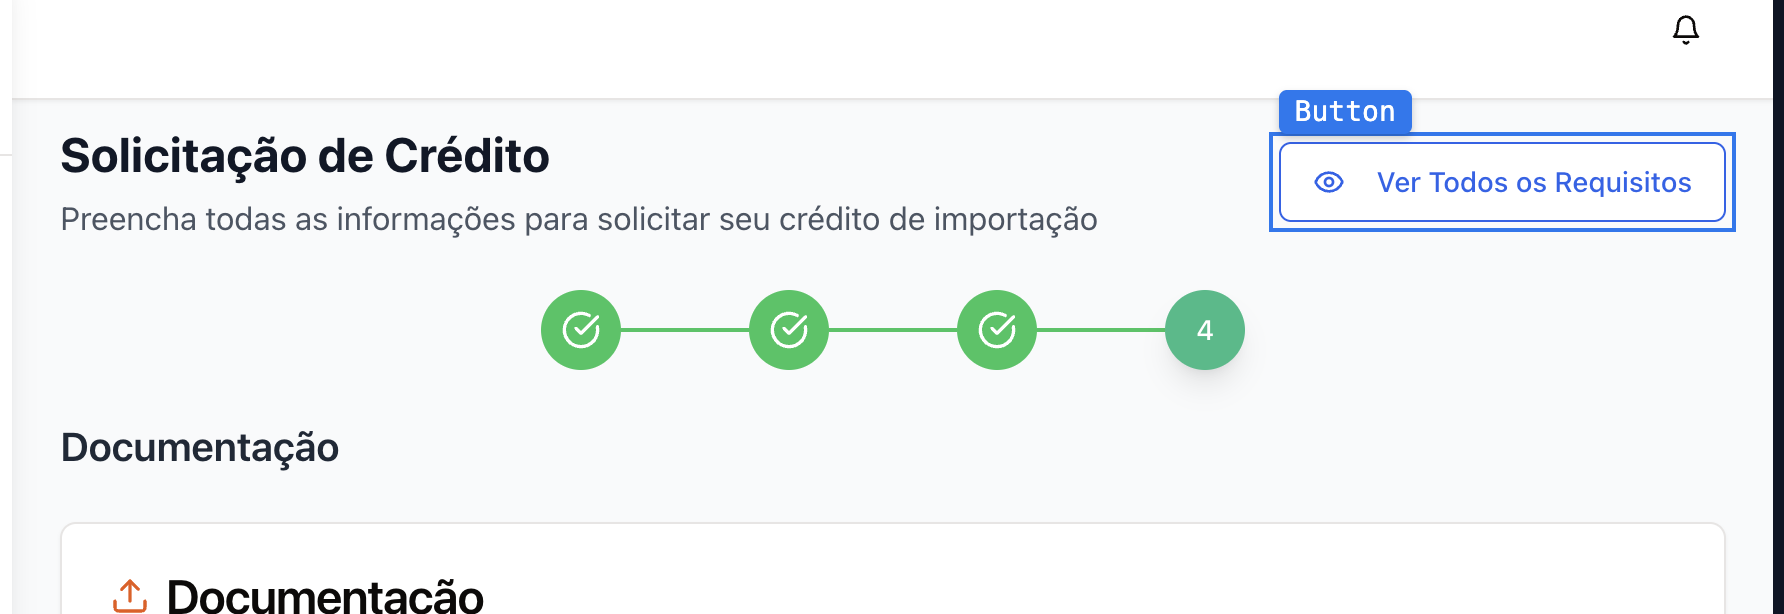 Button
Solicitação de Crédito
Ver Todos os Requisitos
Preencha todas as informações para solicitar seu crédito de importação
4
Documentação
Documentação